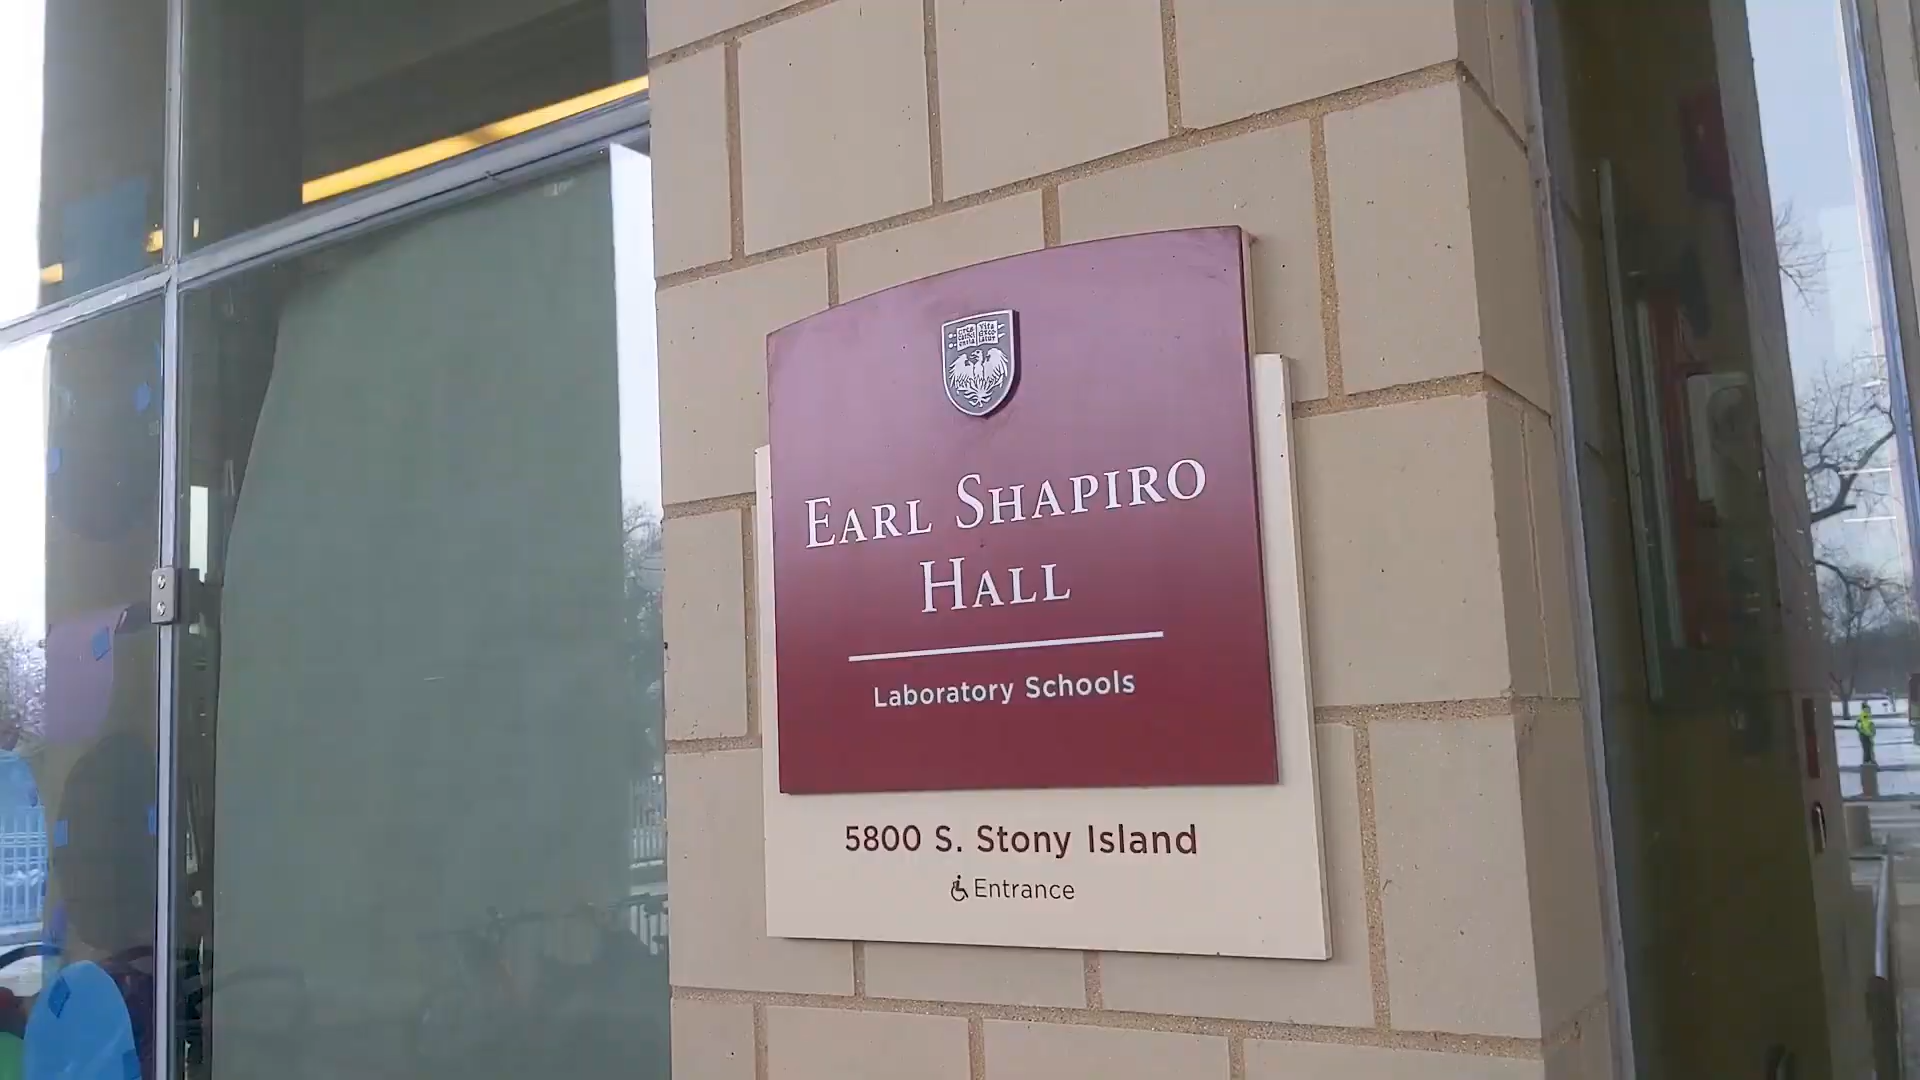 EARL SHAPIRO
HALL
Laboratory Schools
5800 S. Stony Island
Entrance